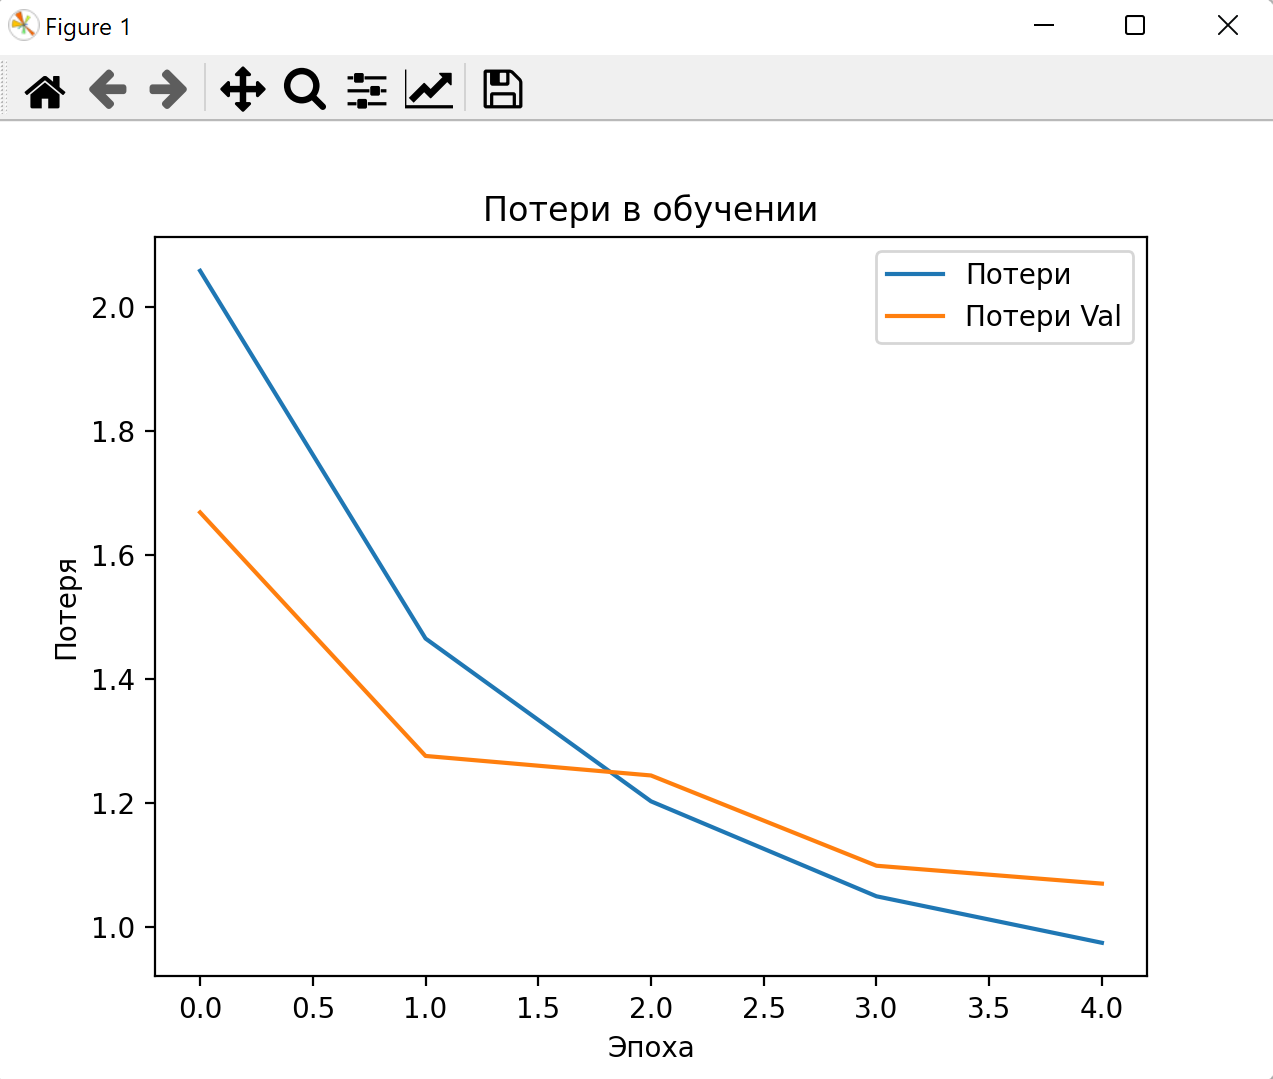 Figure 1
Потери в обучении
Потери
Потери Val
2.0
1.8
1.6
1.4
1.2
1.0
Потеря
0.0 0.5 1.0 1.5 2.0 2.5 3.0 3.5 4.0
Эпоха